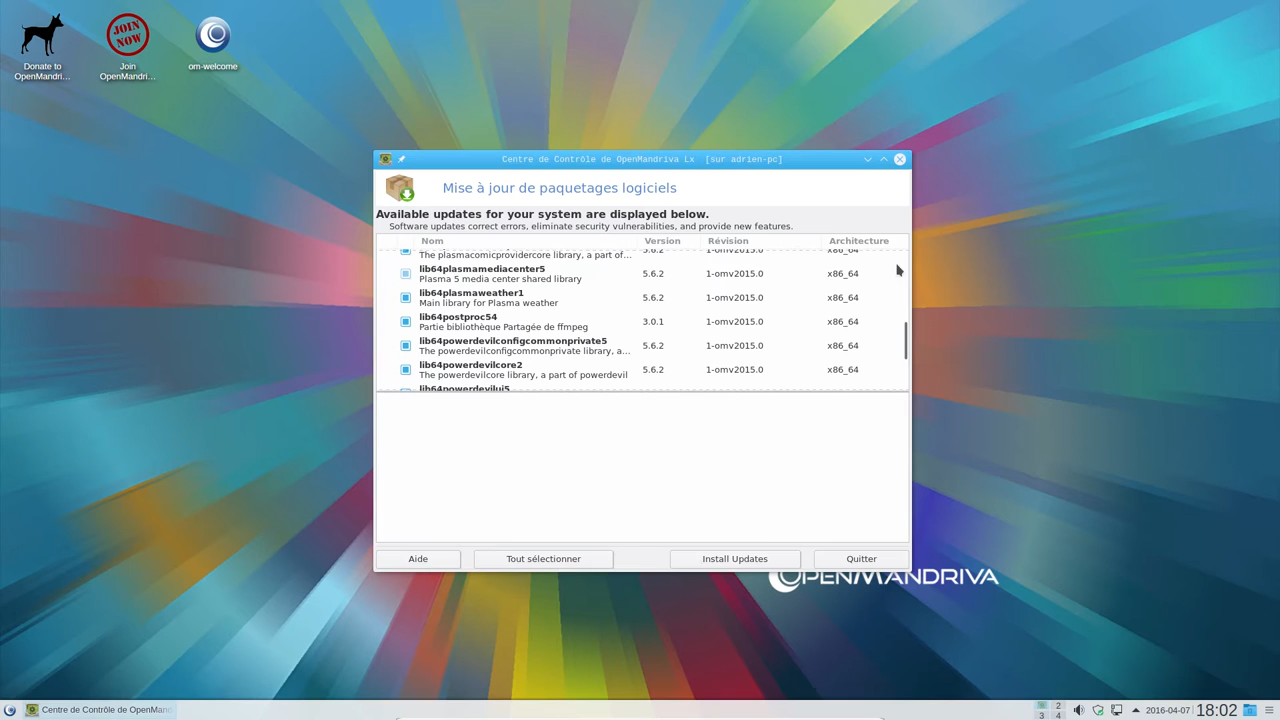 JOIN NOW
Donate to OpenMandri...
Join OpenMandri...
om-welcome
Centre de Contrôle de OpenMandriva Lx [sur adrien-pc]
Mise à jour de paquetages logiciels
Available updates for your system are displayed below.
Software updates correct errors, eliminate security vulnerabilities, and provide new features.
Nom Version Révision Architecture
The plasmacomicprovidercore library, a part of... 5.6.2 1-omv2015.0 x86_64
lib64plasmamediacenter5
Plasma 5 media center shared library 5.6.2 1-omv2015.0 x86_64
lib64plasmaweather1
Main library for Plasma weather 5.6.2 1-omv2015.0 x86_64
lib64postproc54
Partie bibliothèque Partagée de ffmpeg 3.0.1 1-omv2015.0 x86_64
lib64powerdevilconfigcommonprivate5
The powerdevilconfigcommonprivate library, a... 5.6.2 1-omv2015.0 x86_64
lib64powerdevilcore2
The powerdevilcore library, a part of powerdevil 5.6.2 1-omv2015.0 x86_64
lib64powerdevilui5
Aide Tout sélectionner Install Updates Quitter
OPENMANDRIVA
Centre de Contrôle de OpenMand
2
3 4
2016-04-07 18:02